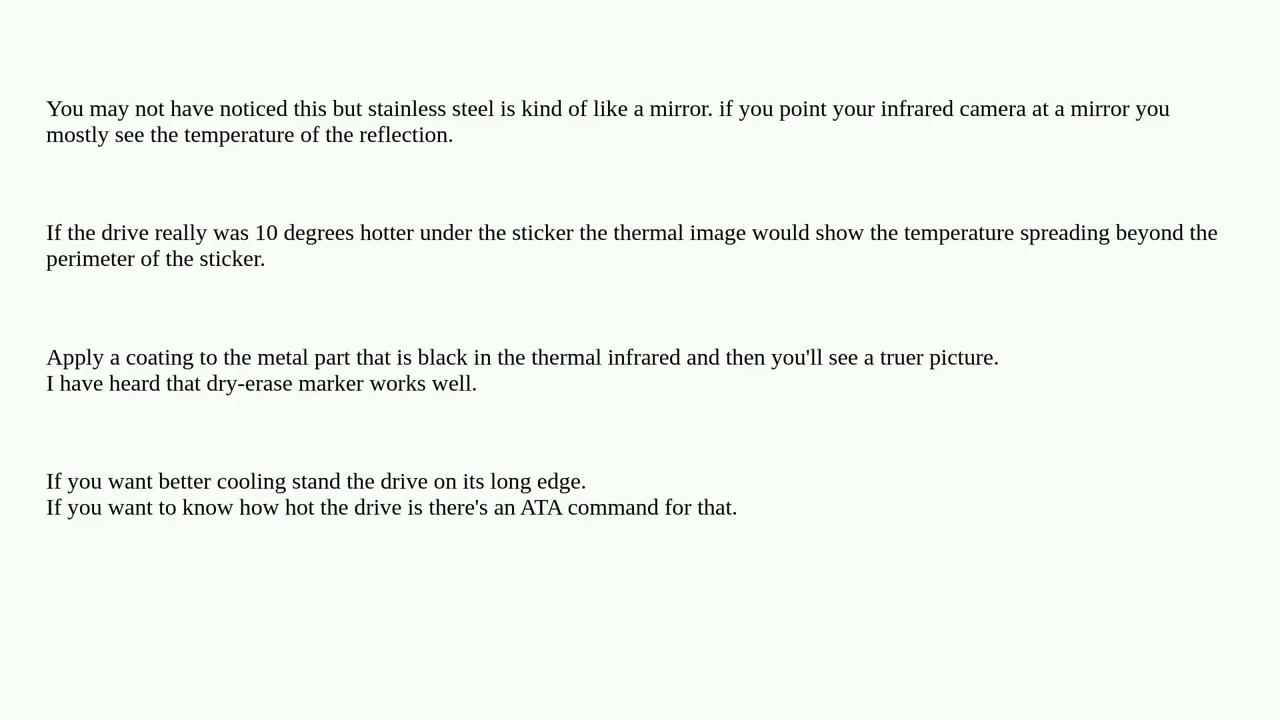 You may not have noticed this but stainless steel is kind of like a mirror. if you point your infrared camera at a mirror you
mostly see the temperature of the reflection.
If the drive really was 10 degrees hotter under the sticker the thermal image would show the temperature spreading beyond the
perimeter of the sticker.
Apply a coating to the metal part that is black in the thermal infrared and then you'll see a truer picture.
I have heard that dry-erase marker works well.
If you want better cooling stand the drive on its long edge.
If you want to know how hot the drive is there's an ATA command for that.